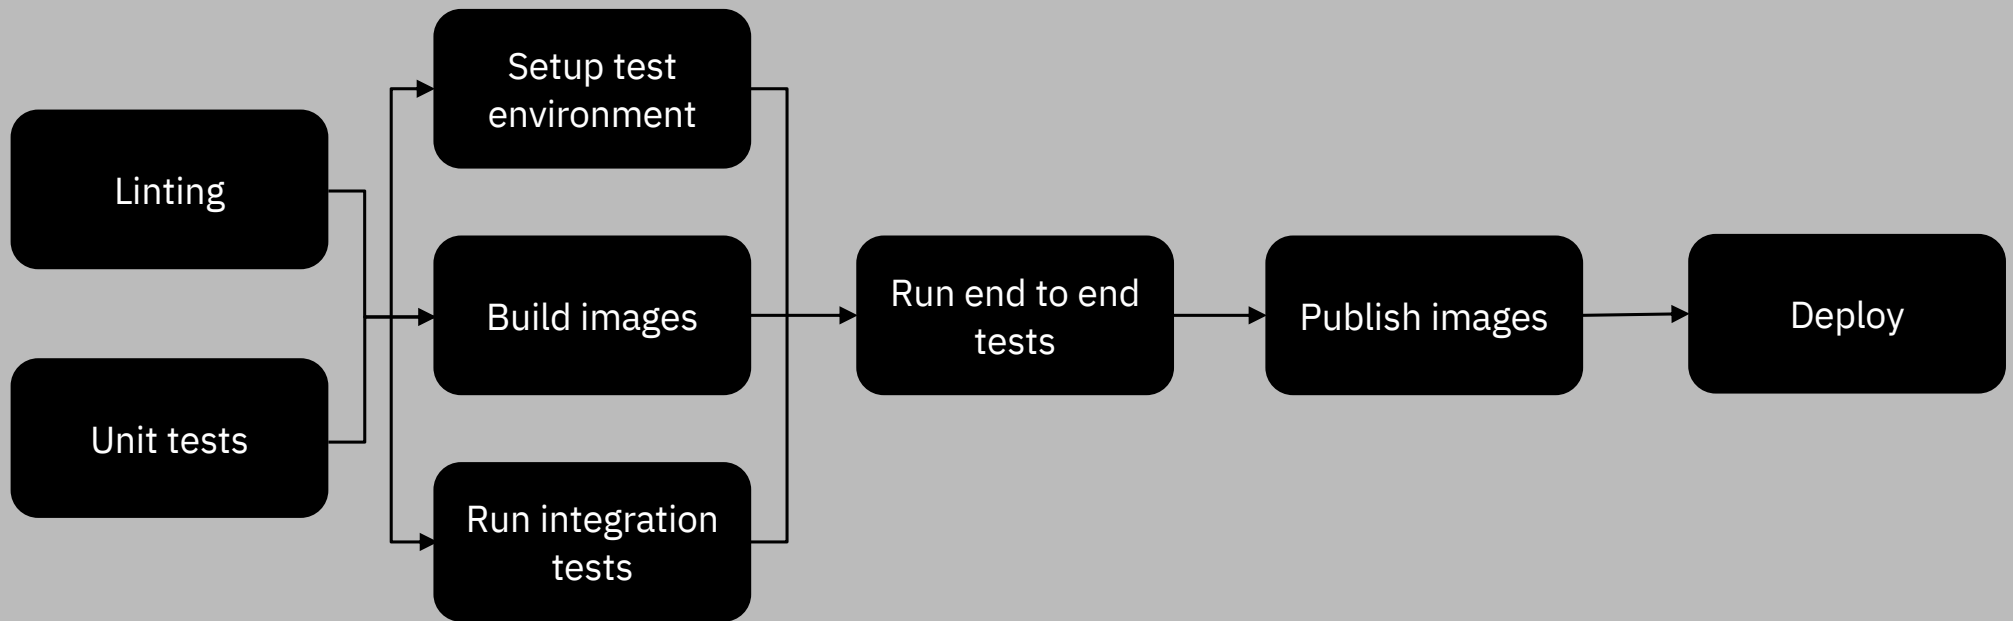 Linting
Unit tests
Setup test
environment
Build images
Run integration
tests
Run end to end
tests
Publish images
Deploy